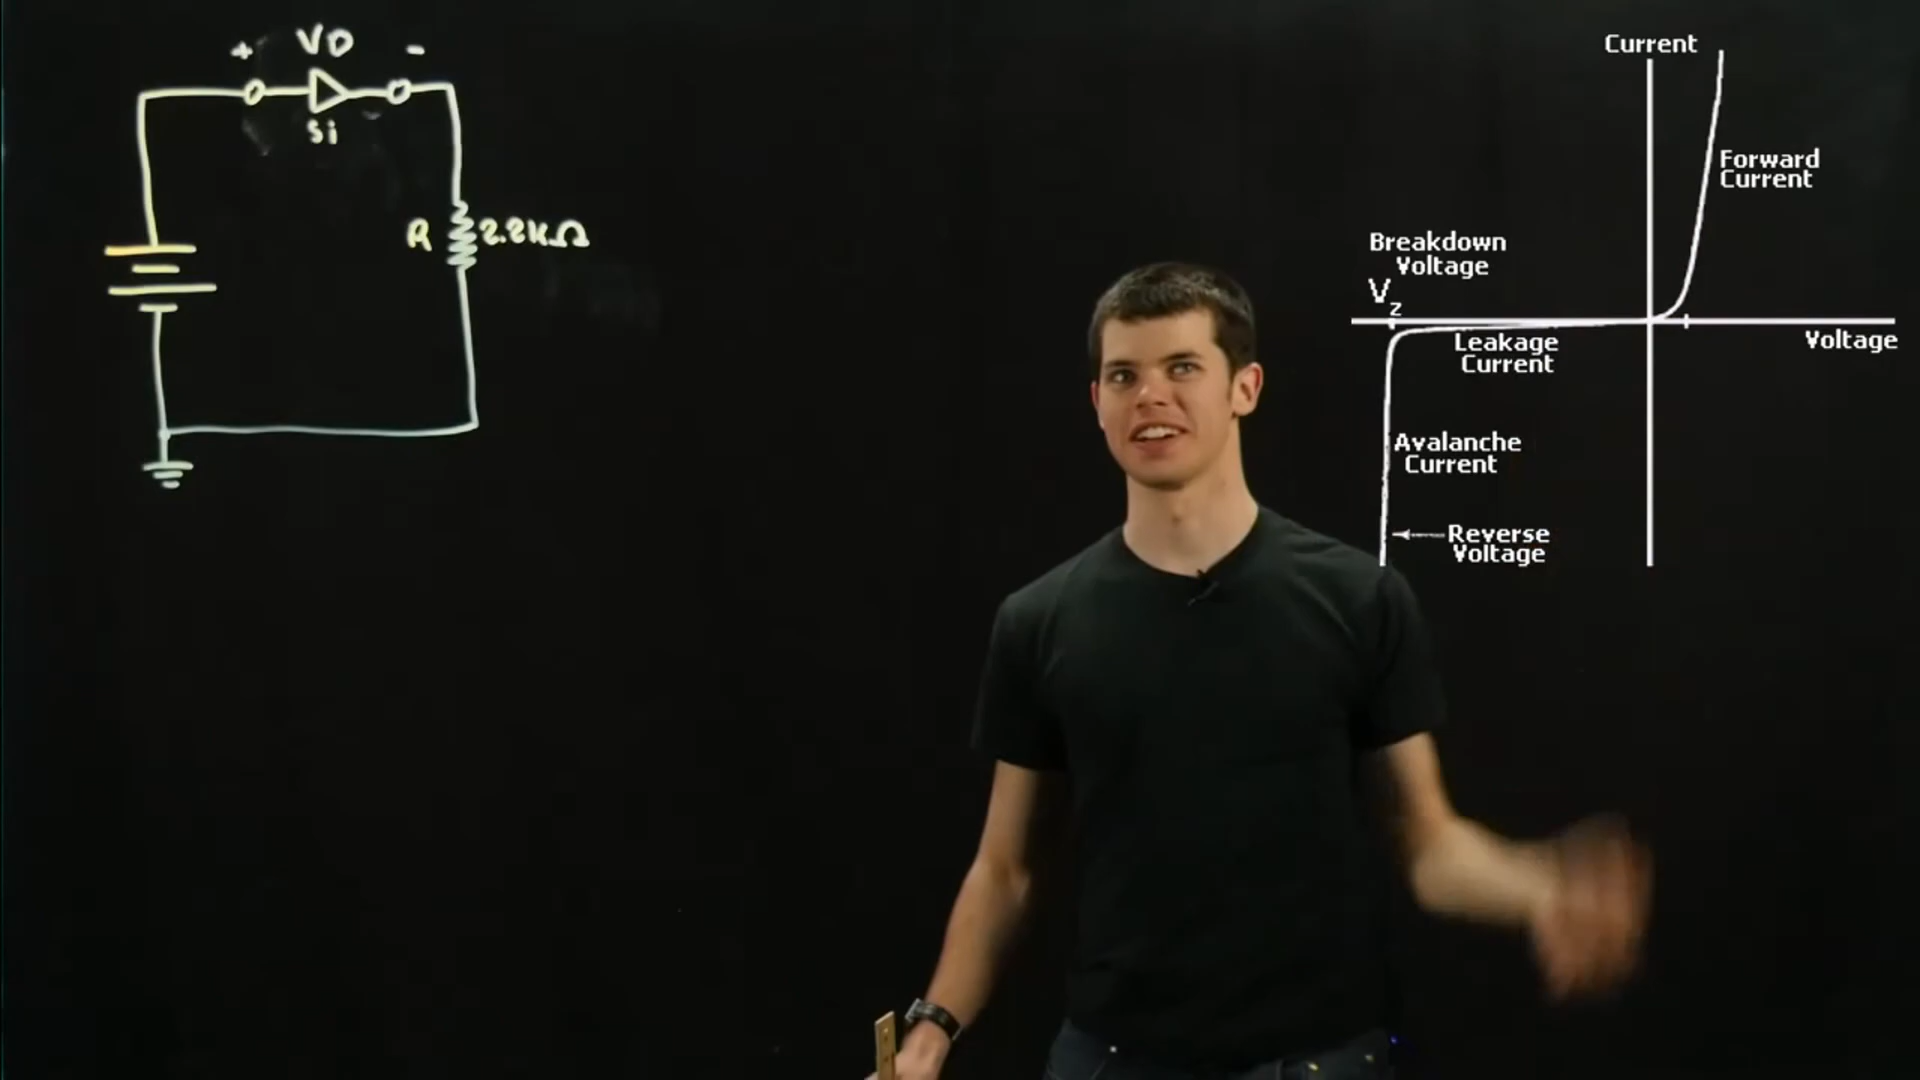 + VD -
Si
R 2.2kΩ
Current
Forward
Current
Breakdown
Voltage
Vz
Leakage
Current
Voltage
Avalanche
Current
Reverse
Voltage